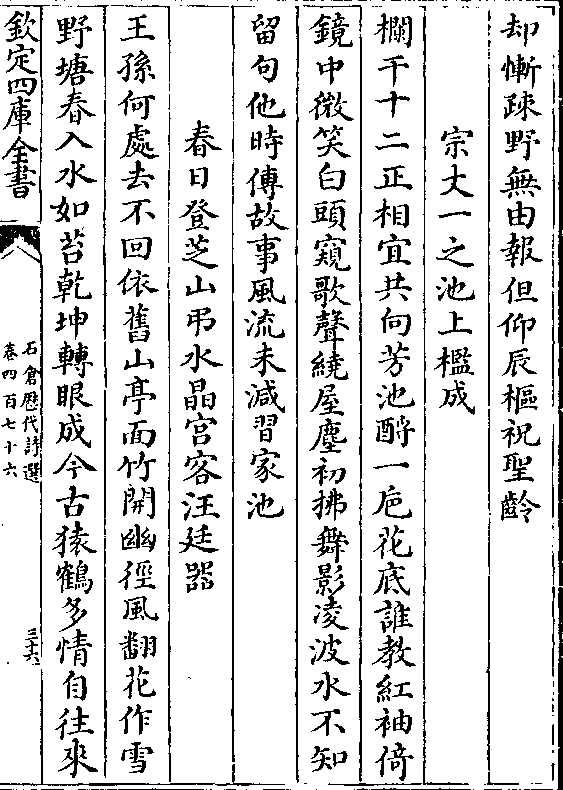 却慚疎野無由報但仰辰樞祝聖齡
宗丈一之池上檻成
欄干十二正相宜共向芳池酹一巵花底誰教紅袖倚
鏡中微笑白頭窺歌聲繞屋塵初拂舞影凌波水不知
留句他時傳故事風流未減習家池
春日登芝山弔水晶宮客汪廷器
王孫何處去不回依舊山亭面竹開幽徑風翻花作雪
野塘春入水如苔乾坤轉眼成今古猿鶴多情自往來
欽定四庫全書
石倉歷代詩選
卷四百七十六
三十六